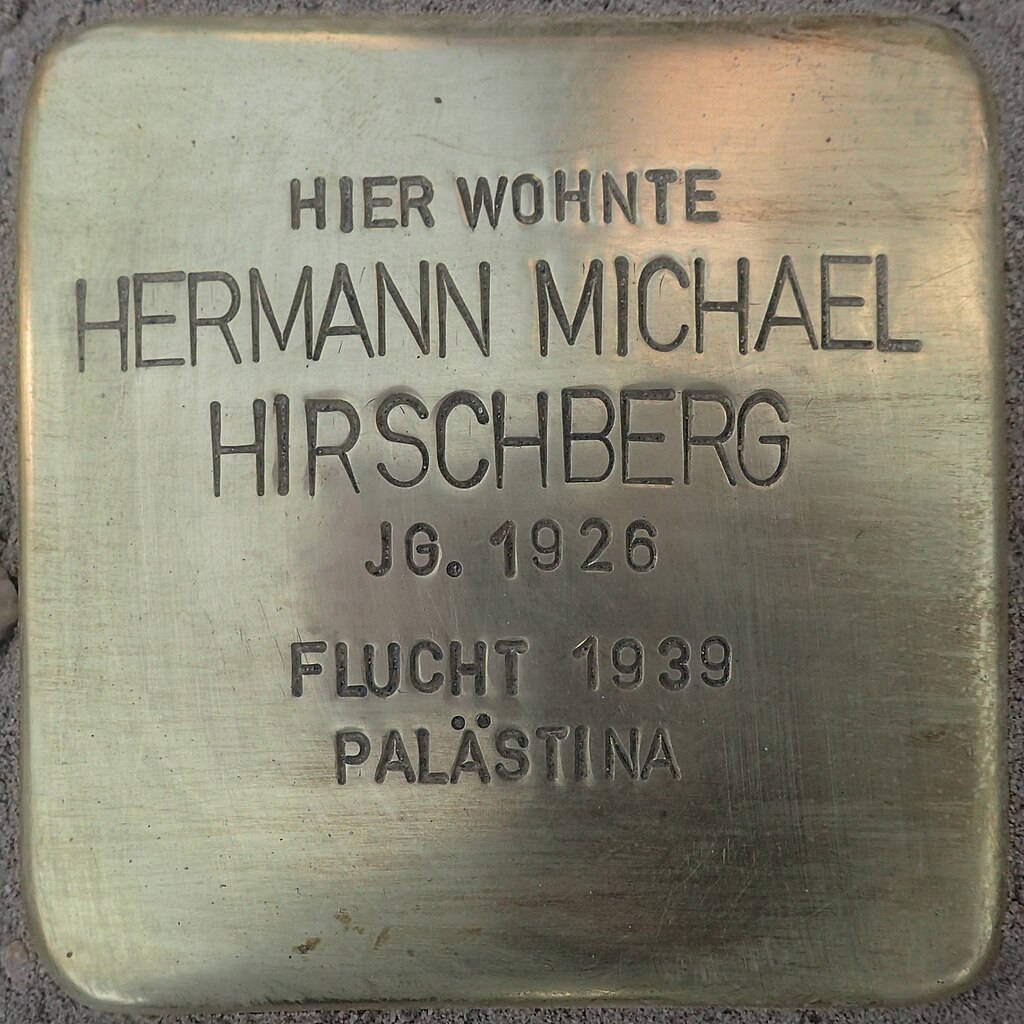 HIER WOHNTE
HERMANN MICHAEL
HIRSCHBERG
JG. 1926
FLUCHT 1939
PALÄSTINA